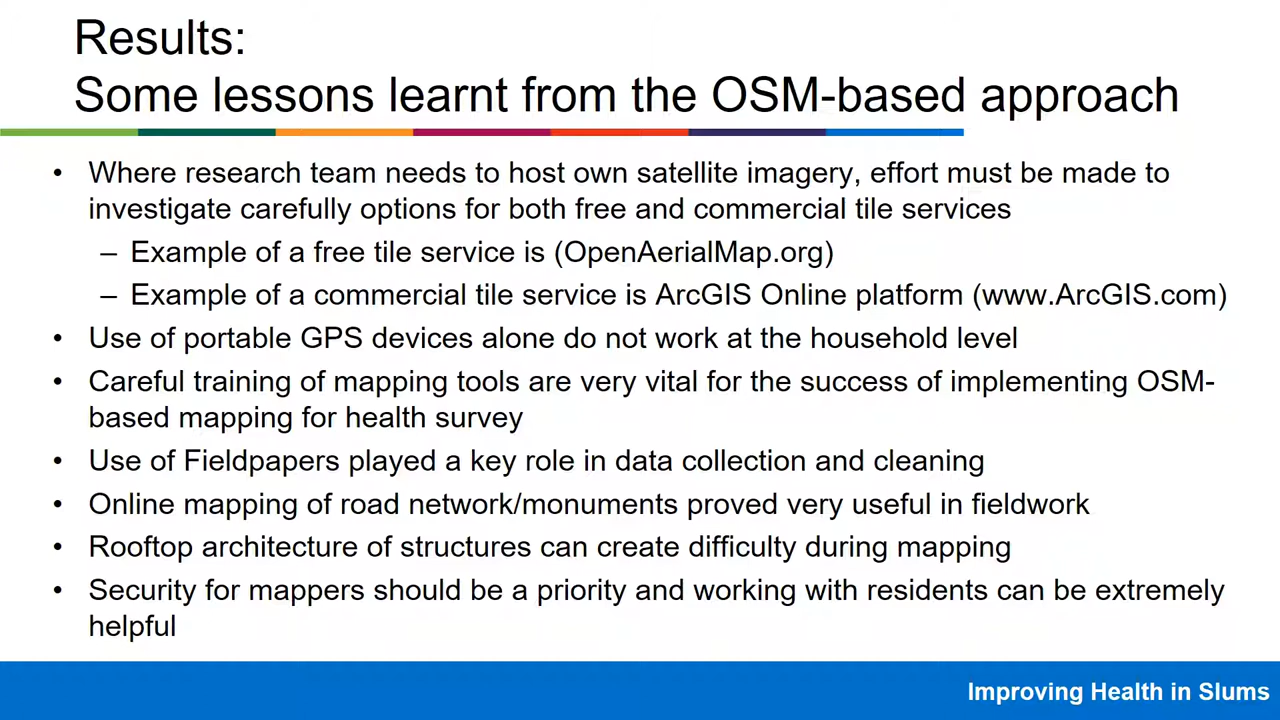 Results:
Some lessons learnt from the OSM-based approach
• Where research team needs to host own satellite imagery, effort must be made to
investigate carefully options for both free and commercial tile services
– Example of a free tile service is (OpenAerialMap.org)
– Example of a commercial tile service is ArcGIS Online platform (www.ArcGIS.com)
• Use of portable GPS devices alone do not work at the household level
• Careful training of mapping tools are very vital for the success of implementing OSM-
based mapping for health survey
• Use of Fieldpapers played a key role in data collection and cleaning
• Online mapping of road network/monuments proved very useful in fieldwork
• Rooftop architecture of structures can create difficulty during mapping
• Security for mappers should be a priority and working with residents can be extremely
helpful
Improving Health in Slums